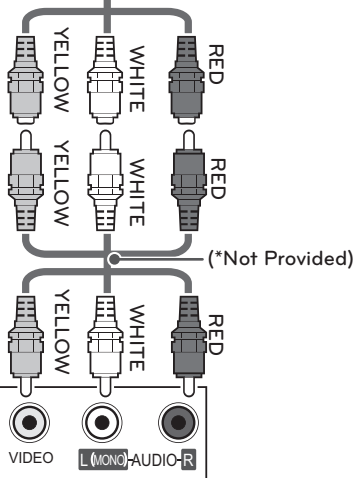 YELLOW
WHITE
RED
YELLOW
WHITE
RED
(*Not Provided)
YELLOW
WHITE
RED
VIDEO
L(MONO)-AUDIO-R